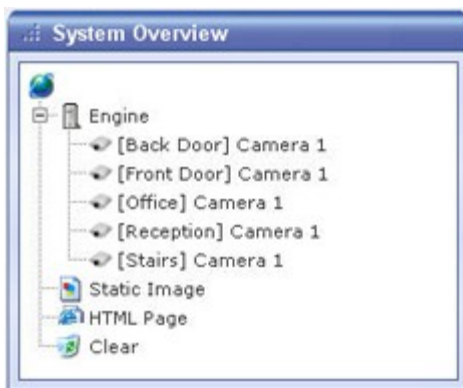 System Overview
Engine
[Back Door] Camera 1
[Front Door] Camera 1
[Office] Camera 1
[Reception] Camera 1
[Stairs] Camera 1
Static Image
HTML Page
Clear